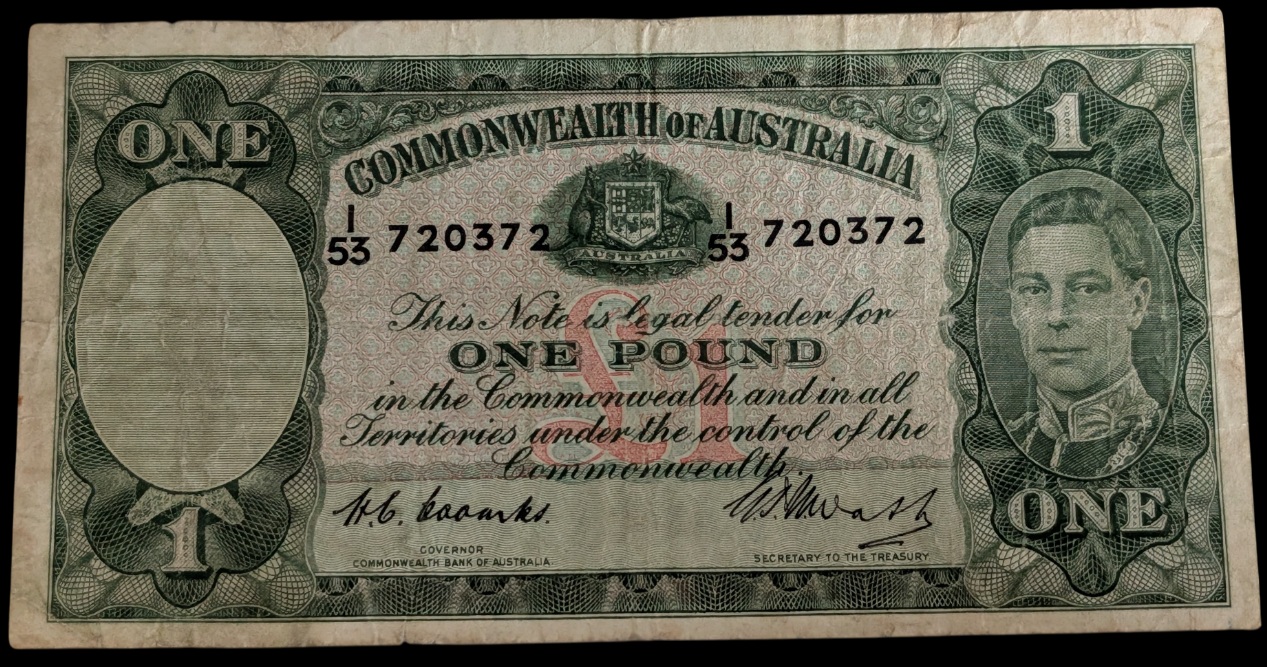 ONE
1
COMMONWEALTH OF AUSTRALIA
I/53 720372
I/53 720372
AUSTRALIA
This Note is legal tender for
ONE POUND
£1
in the Commonwealth and in all
Territories under the control of the
Commonwealth.
H.C. Coombs.
GOVERNOR
COMMONWEALTH BANK OF AUSTRALIA
SECRETARY TO THE TREASURY
1
ONE